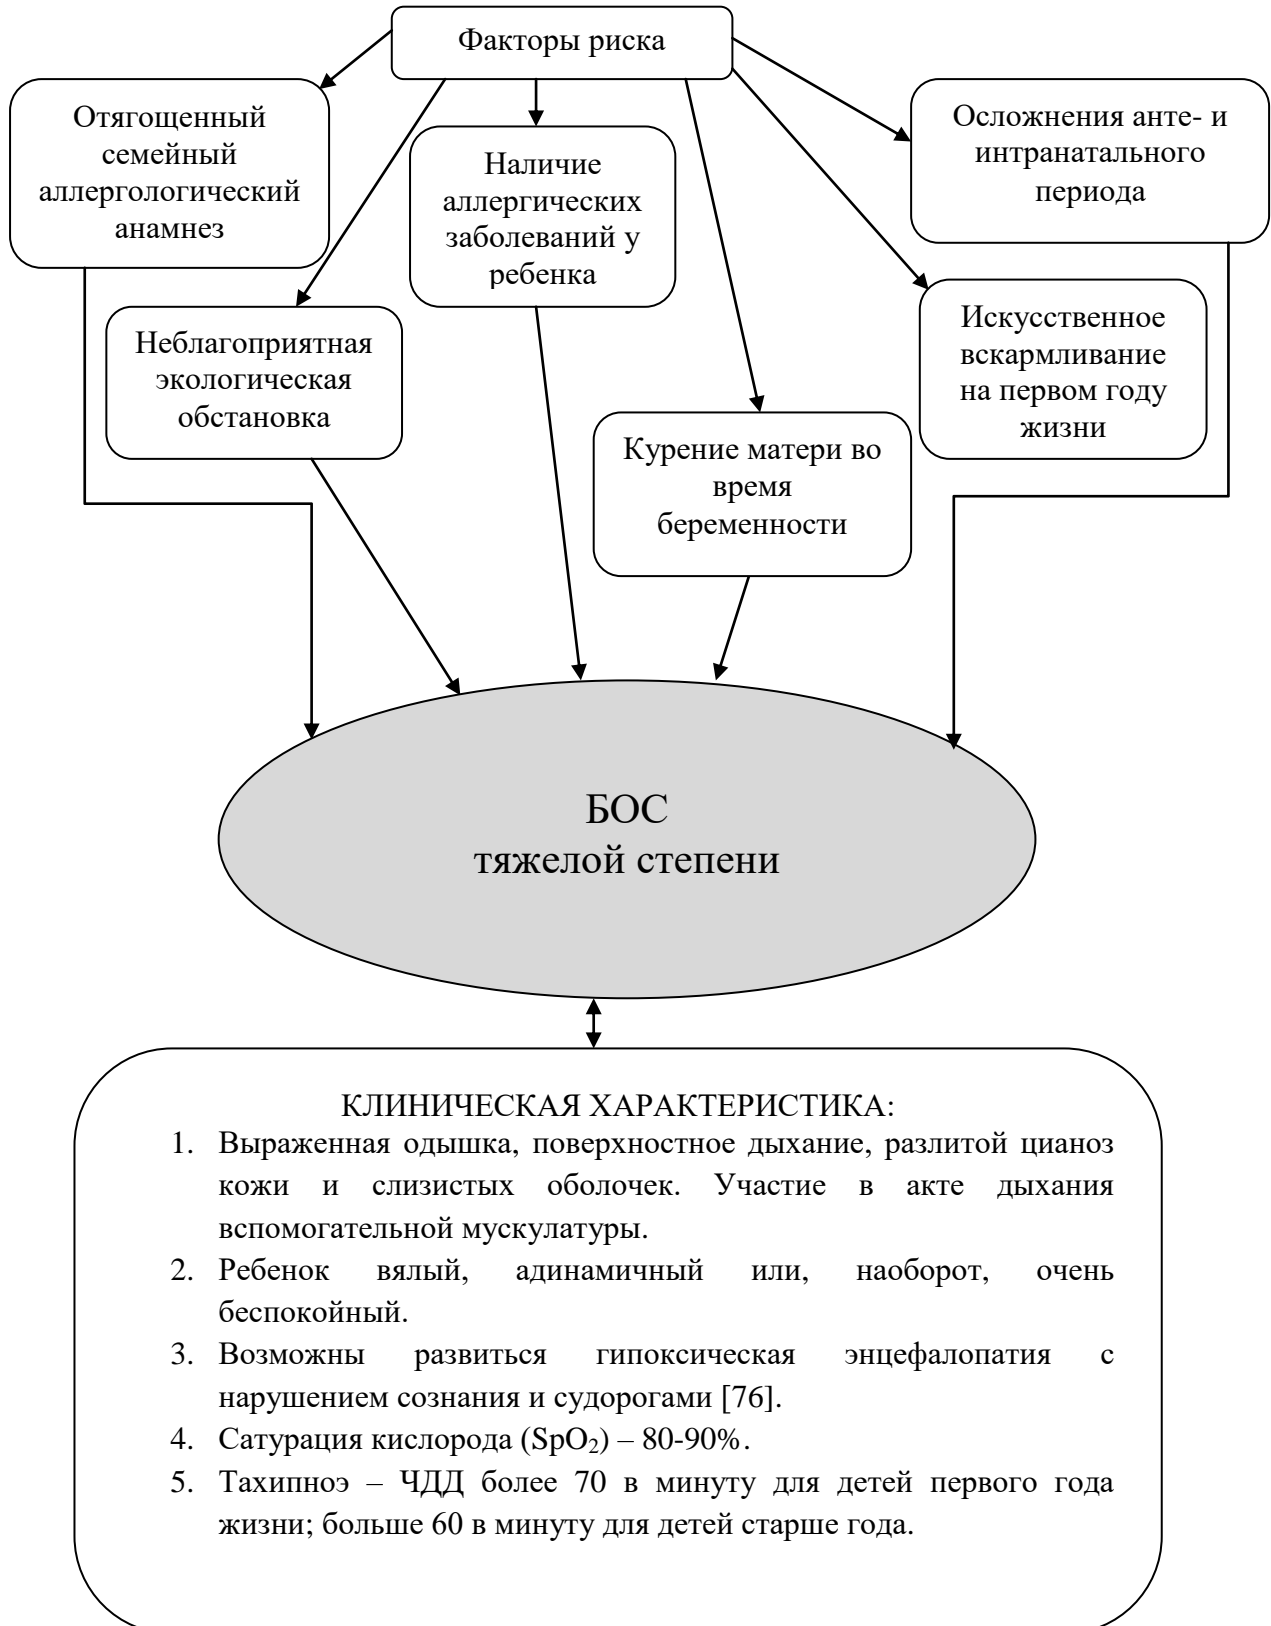 Факторы риска
Отягощенный
семейный
аллергологический
анамнез
Наличие
аллергических
заболеваний у
ребенка
Осложнения анте- и
интранатального
периода
Неблагоприятная
экологическая
обстановка
Искусственное
вскармливание
на первом году
жизни
Курение матери во
время
беременности
БОС
тяжелой степени
КЛИНИЧЕСКАЯ ХАРАКТЕРИСТИКА:
1. Выраженная одышка, поверхностное дыхание, разлитой цианоз
кожи и слизистых оболочек. Участие в акте дыхания
вспомогательной мускулатуры.
2. Ребенок вялый, адинамичный или, наоборот, очень
беспокойный.
3. Возможны развиться гипоксическая энцефалопатия с
нарушением сознания и судорогами [76].
4. Сатурация кислорода (SpO₂) – 80-90%.
5. Тахипноэ – ЧДД более 70 в минуту для детей первого года
жизни; больше 60 в минуту для детей старше года.